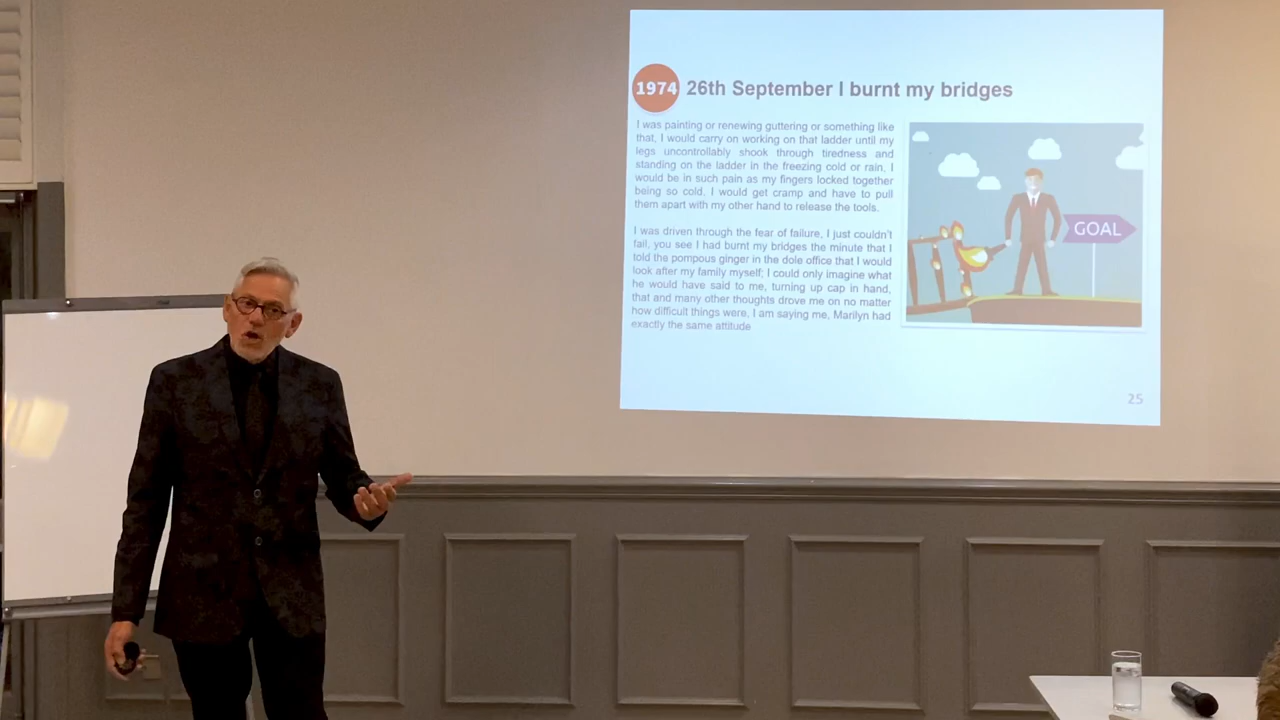 1974 26th September I burnt my bridges
I was painting or renewing guttering or something like
that, I would carry on working on that ladder until my
legs uncontrollably shook through tiredness and
standing on the ladder in the freezing cold or rain, I
would be in such pain as my fingers locked together
being so cold, I would get cramp and have to pull
them apart with my other hand to release the tools.
I was driven through the fear of failure, I just couldn't
fail, you see I had burnt my bridges the minute that I
told the pompous ginger in the dole office that I would
look after my family myself; I could only imagine what
he would have said to me, turning up cap in hand,
that and many other thoughts drove me on no matter
how difficult things were, I am saying me, Marilyn had
exactly the same attitude
GOAL
25